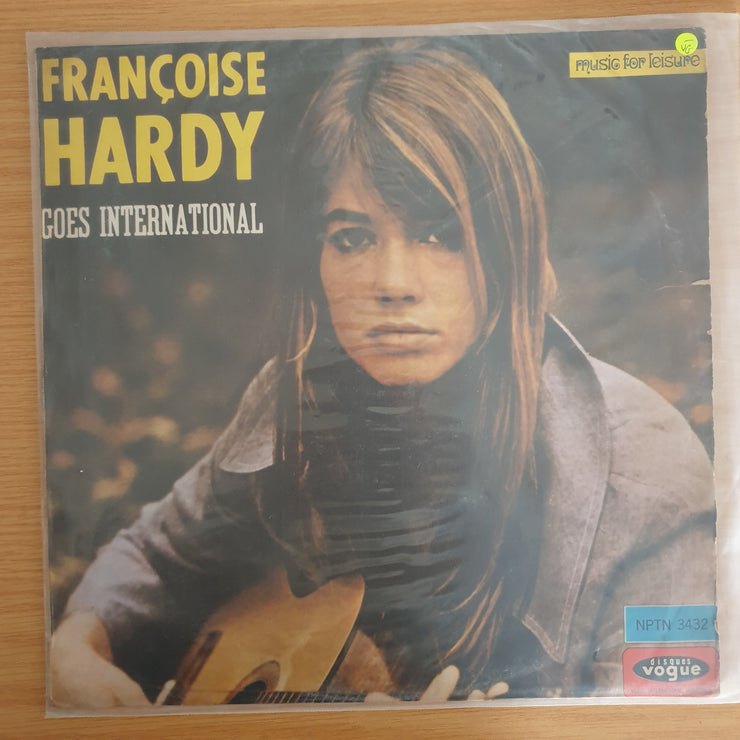 FRANÇOISE
HARDY
GOES INTERNATIONAL
music for leisure
NPTN 3432
disques
vogue